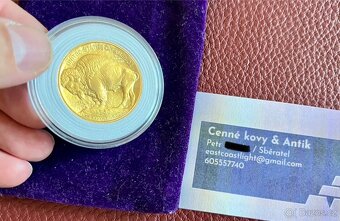 Cenné kovy & Antik
Petr / Sběratel
eastcoastlight@gmail.com
605557740